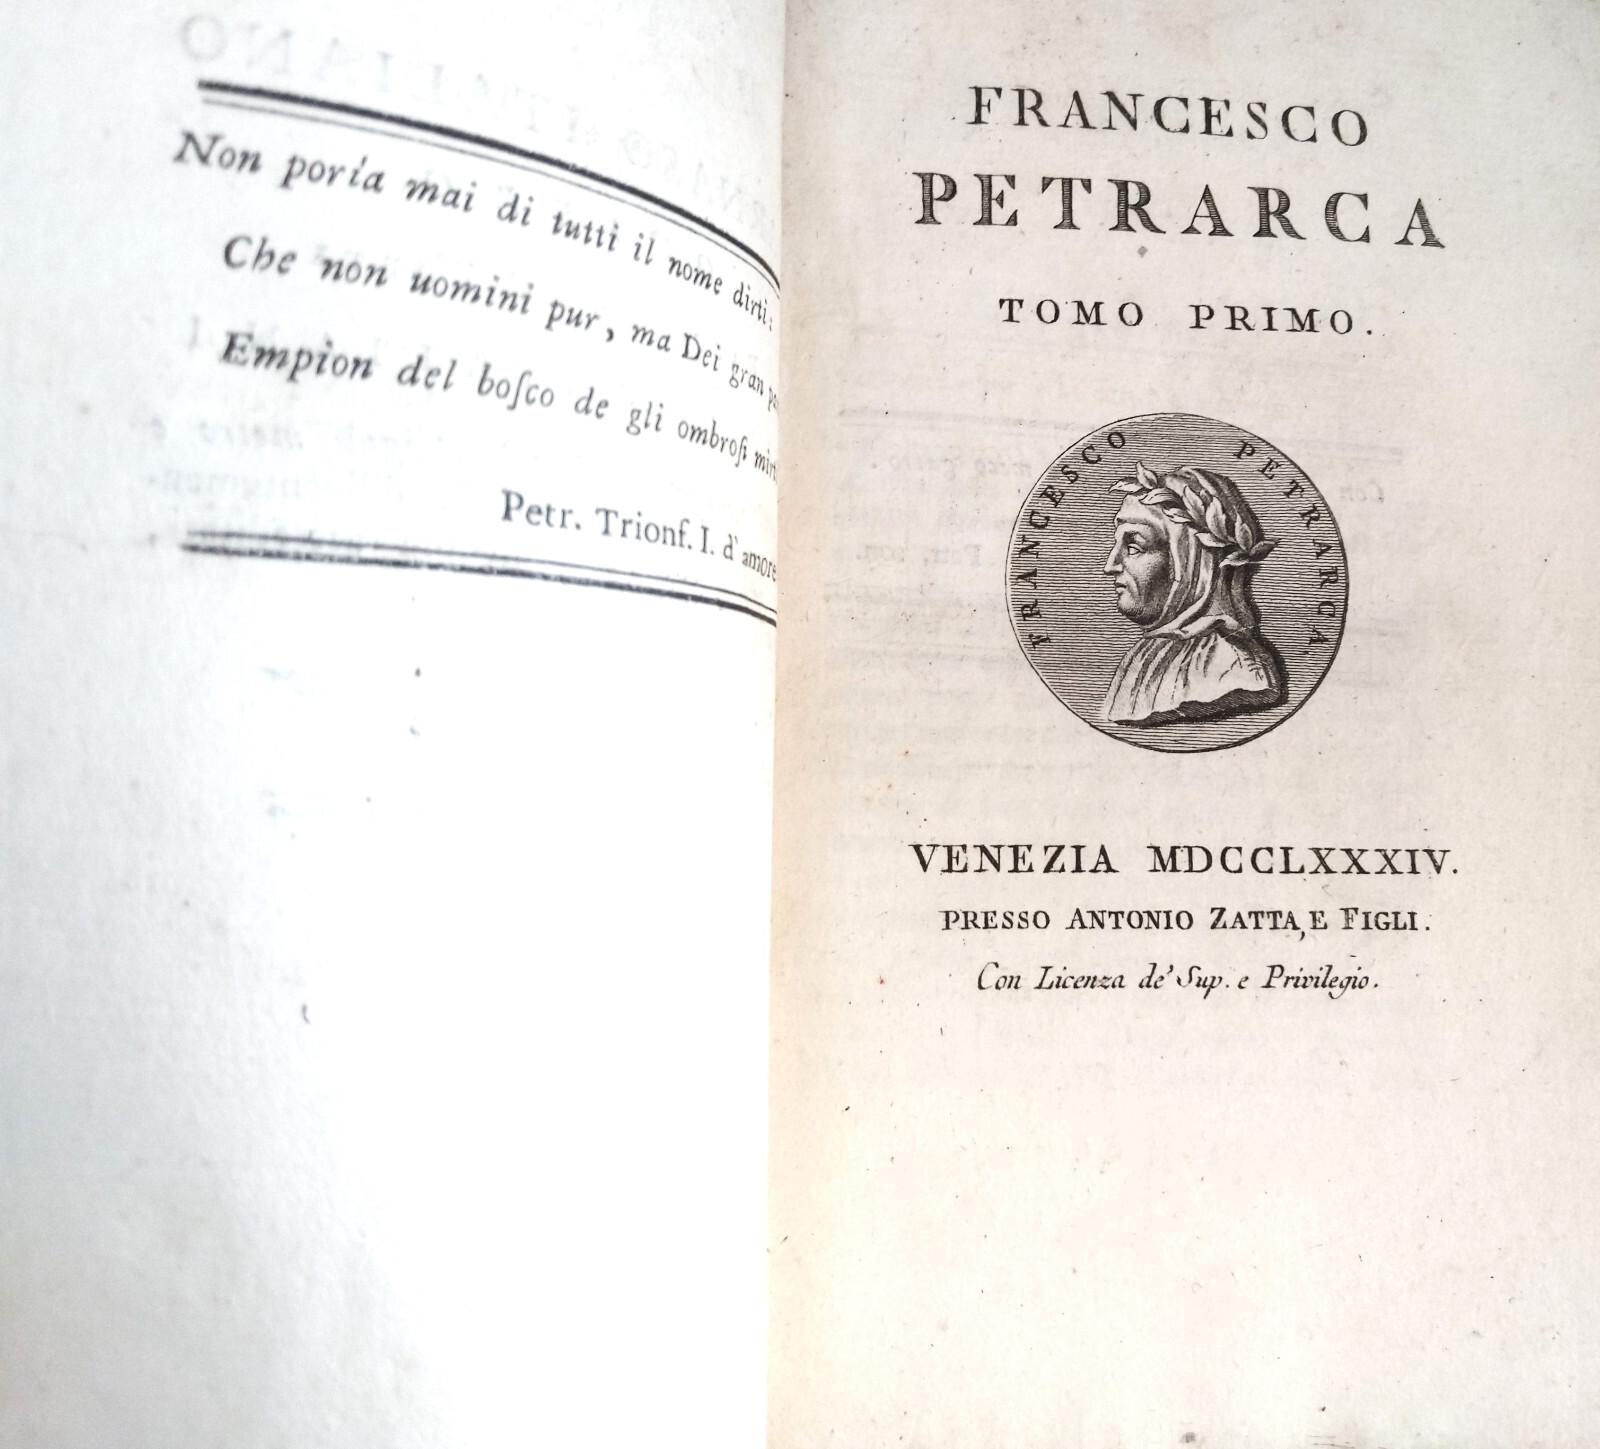 Non poría mai di tutti il nome dirti:
Che non uomini pur, ma Dei gran
Empion del boſco de gli ombroſi
Petr. Trionf. I. d'amore
FRANCESCO
PETRARCA
TOMO PRIMO.
FRANCESCO PETRARCA.
VENEZIA MDCCLXXXIV.
PRESSO ANTONIO ZATTA, E FIGLI.
Con Licenza de' Sup. e Privilegio.